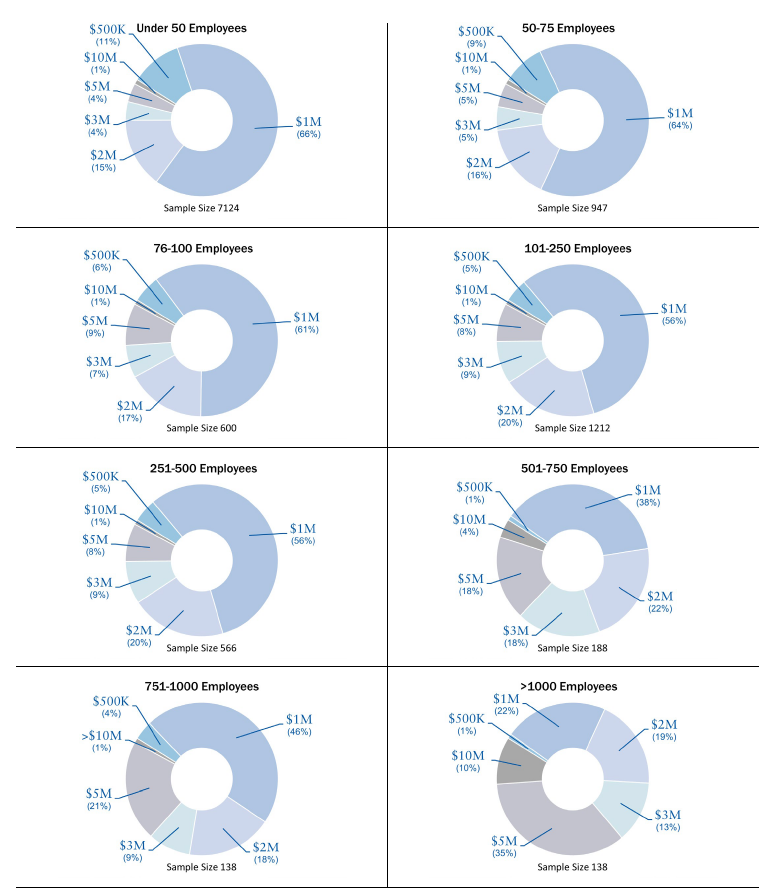 Under 50 Employees
$500K
(11%)
$10M
(1%)
$5M
(4%)
$3M
(4%)
$2M
(15%)
$1M
(66%)
Sample Size 7124
50-75 Employees
$500K
(9%)
$10M
(1%)
$5M
(5%)
$3M
(5%)
$2M
(16%)
$1M
(64%)
Sample Size 947
76-100 Employees
$500K
(6%)
$10M
(1%)
$5M
(9%)
$3M
(7%)
$2M
(17%)
$1M
(61%)
Sample Size 600
101-250 Employees
$500K
(5%)
$10M
(1%)
$5M
(8%)
$3M
(9%)
$2M
(20%)
$1M
(56%)
Sample Size 1212
251-500 Employees
$500K
(5%)
$10M
(1%)
$5M
(8%)
$3M
(9%)
$2M
(20%)
$1M
(56%)
Sample Size 566
501-750 Employees
$500K
(1%)
$10M
(4%)
$5M
(18%)
$3M
(18%)
$2M
(22%)
$1M
(38%)
Sample Size 188
751-1000 Employees
$500K
(4%)
>$10M
(1%)
$5M
(21%)
$3M
(9%)
$2M
(18%)
$1M
(46%)
Sample Size 138
>1000 Employees
$1M
(22%)
$500K
(1%)
$10M
(10%)
$5M
(35%)
$3M
(13%)
$2M
(19%)
Sample Size 138